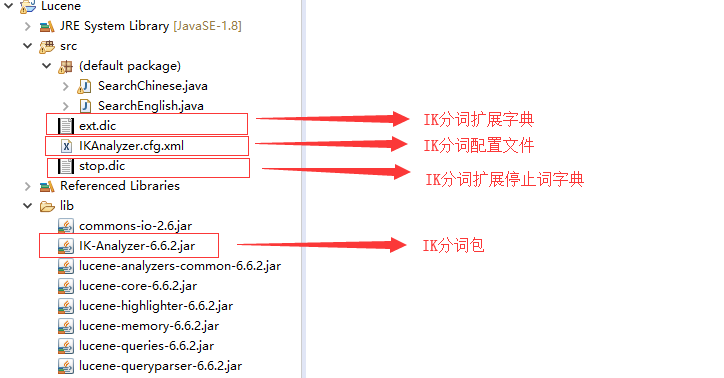 Lucene
JRE System Library [JavaSE-1.8]
src
(default package)
SearchChinese.java
SearchEnglish.java
ext.dic IK分词扩展字典
IKAnalyzer.cfg.xml IK分词配置文件
stop.dic IK分词扩展停止词字典
Referenced Libraries
lib
commons-io-2.6.jar
IK-Analyzer-6.6.2.jar IK分词包
lucene-analyzers-common-6.6.2.jar
lucene-core-6.6.2.jar
lucene-highlighter-6.6.2.jar
lucene-memory-6.6.2.jar
lucene-queries-6.6.2.jar
lucene-queryparser-6.6.2.jar